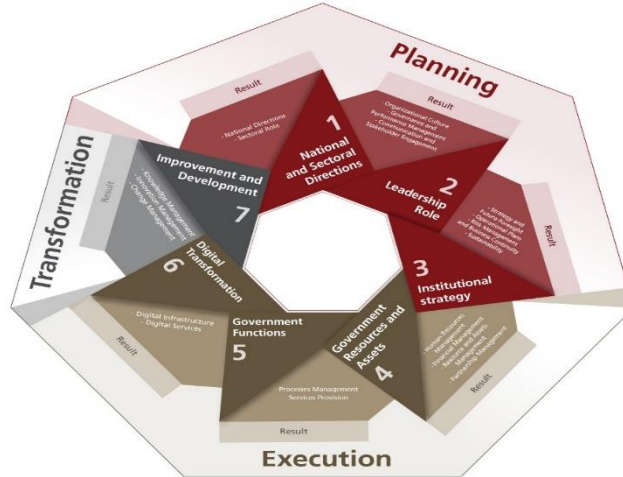 Planning
Result
- National Directions
- Sectoral Role
1
National
and Sectoral
Directions
Result
- Organizational Culture
- Governance and
Performance Management
- Communication and
Stakeholder Engagement
2
Leadership
Role
Result
- Strategy and
Future Foresight
- Operational Plans
- Risk Management
and Business Continuity
- Sustainability
3
Institutional
strategy
Execution
Result
- Human Resources
Management
- Financial Management
- Resource and Assets
Management
- Partnership Management
4
Government
Resources and
Assets
Result
- Processes Management
- Services Provision
5
Government
Functions
Result
- Digital Infrastructure
- Digital Services
6
Digital
Transformation
Transformation
Result
- Knowledge Management
- Innovation Management
- Change Management
7
Improvement and
Development